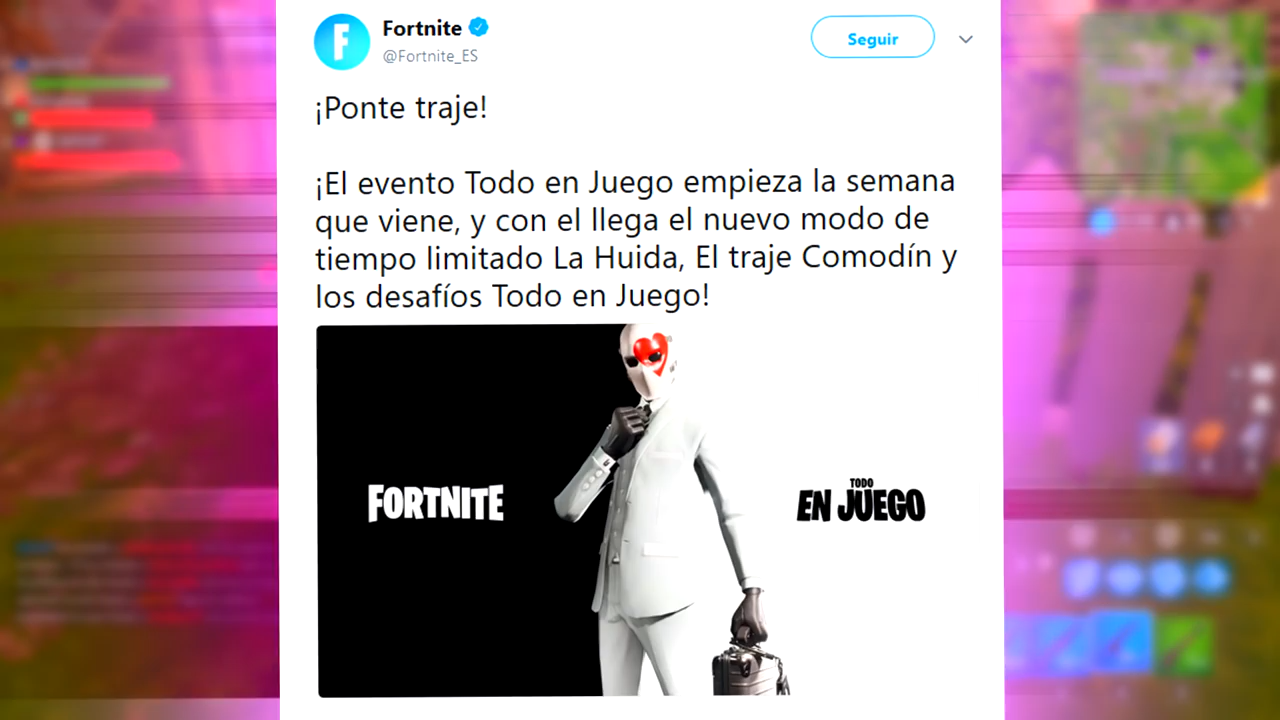 Fortnite
@Fortnite_ES
Seguir
¡Ponte traje!
¡El evento Todo en Juego empieza la semana
que viene, y con el llega el nuevo modo de
tiempo limitado La Huida, El traje Comodín y
los desafíos Todo en Juego!
FORTNITE
TODO
EN JUEGO